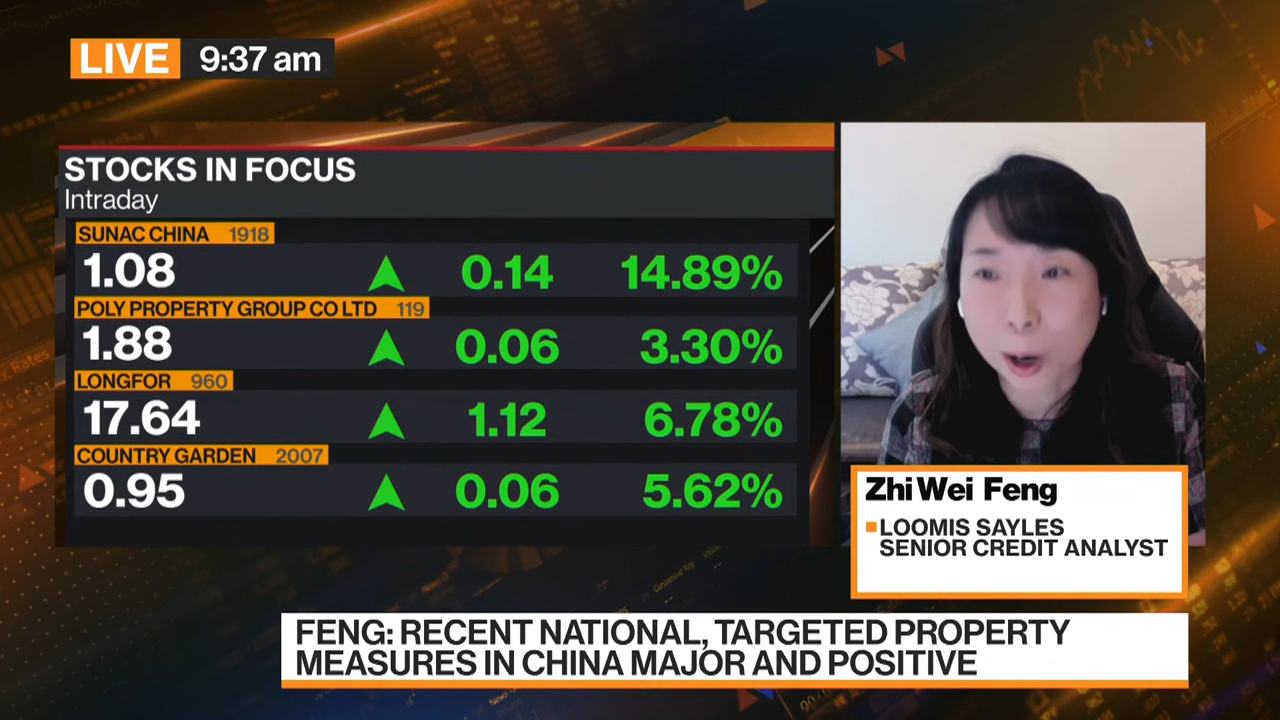 LIVE 9:37 am
STOCKS IN FOCUS
Intraday
SUNAC CHINA 1918
1.08 0.14 14.89%
POLY PROPERTY GROUP CO LTD 119
1.88 0.06 3.30%
LONGFOR 960
17.64 1.12 6.78%
COUNTRY GARDEN 2007
0.95 0.06 5.62%
Zhi Wei Feng
LOOMIS SAYLES
SENIOR CREDIT ANALYST
FENG: RECENT NATIONAL, TARGETED PROPERTY
MEASURES IN CHINA MAJOR AND POSITIVE